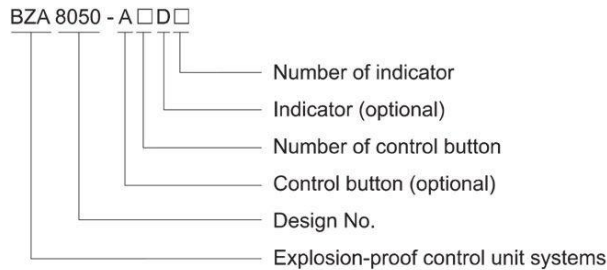 BZA 8050 - A □ D □
Number of indicator
Indicator (optional)
Number of control button
Control button (optional)
Design No.
Explosion-proof control unit systems